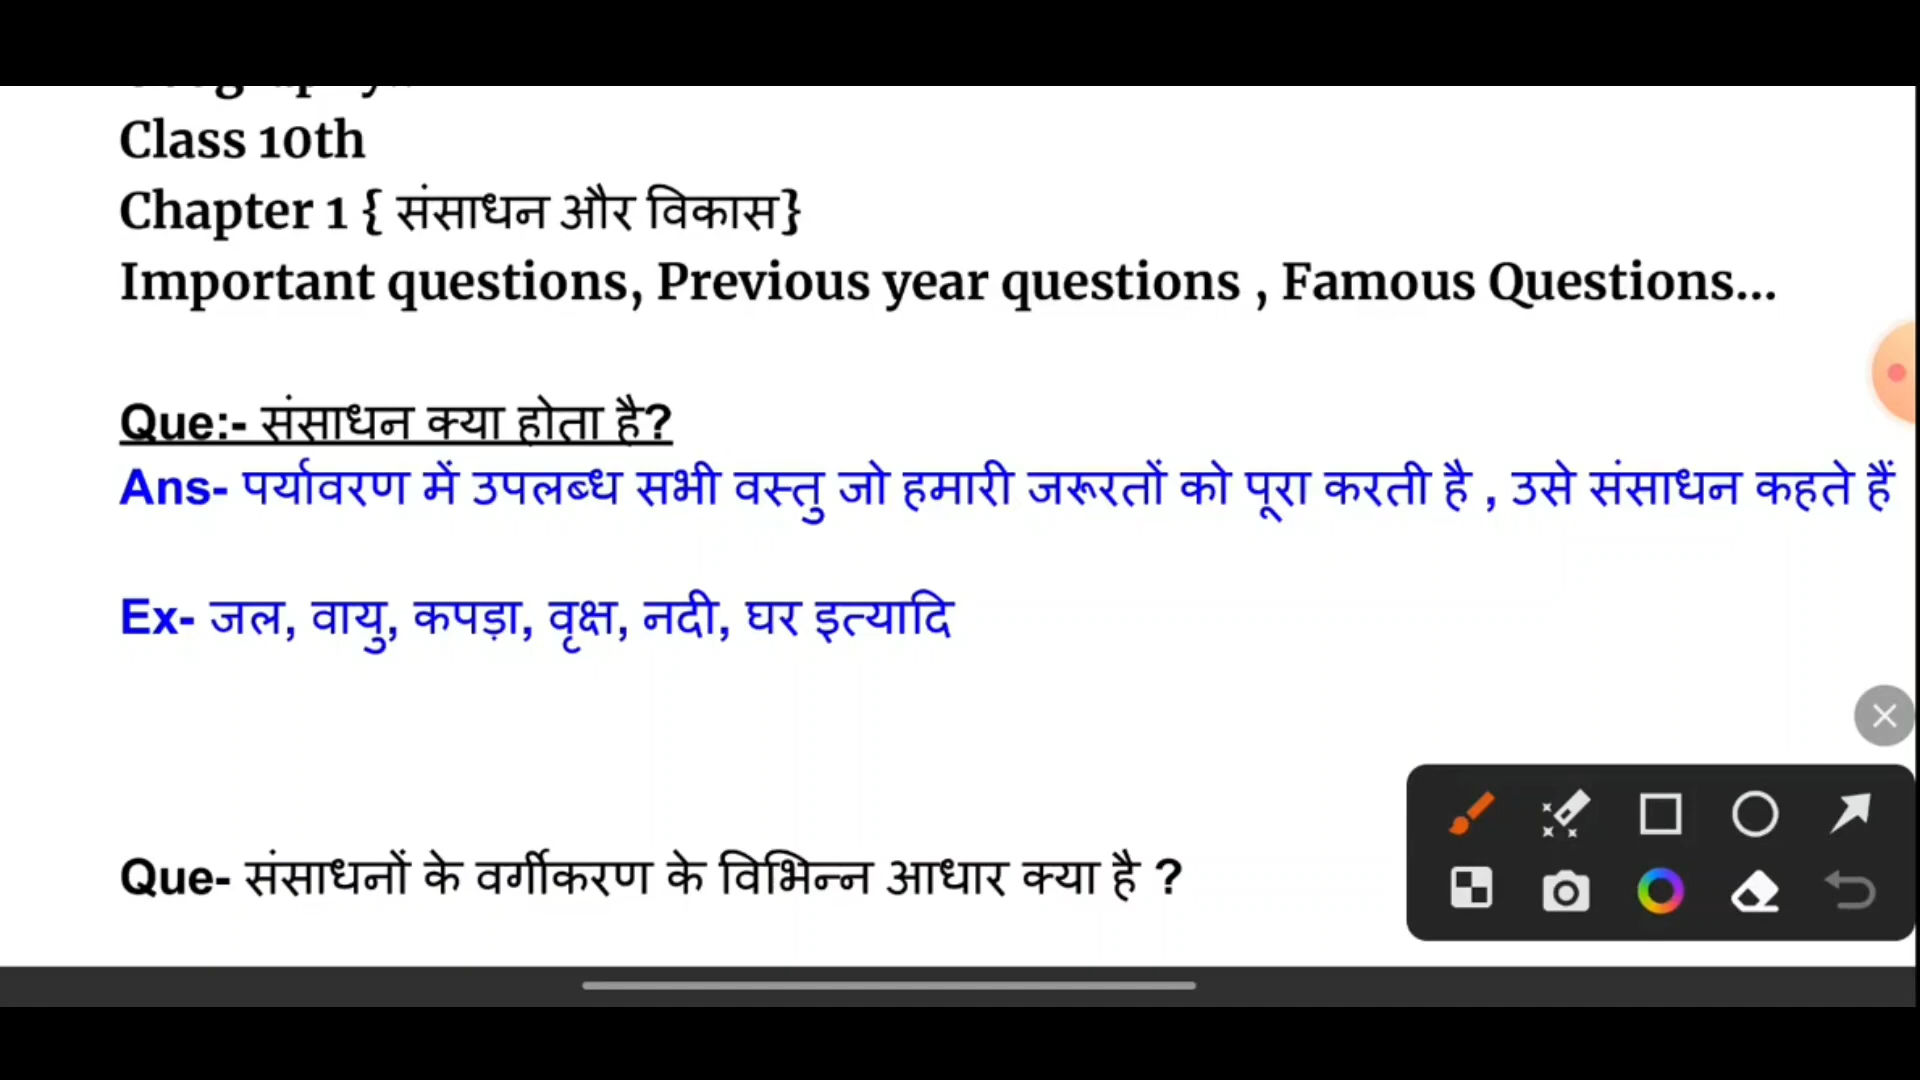 Class 10th
Chapter 1 { संसाधन और विकास}
Important questions, Previous year questions , Famous Questions...
Que:- संसाधन क्या होता है?
Ans- पर्यावरण में उपलब्ध सभी वस्तु जो हमारी जरूरतों को पूरा करती है , उसे संसाधन कहते हैं
Ex- जल, वायु, कपड़ा, वृक्ष, नदी, घर इत्यादि
Que- संसाधनों के वर्गीकरण के विभिन्न आधार क्या है ?